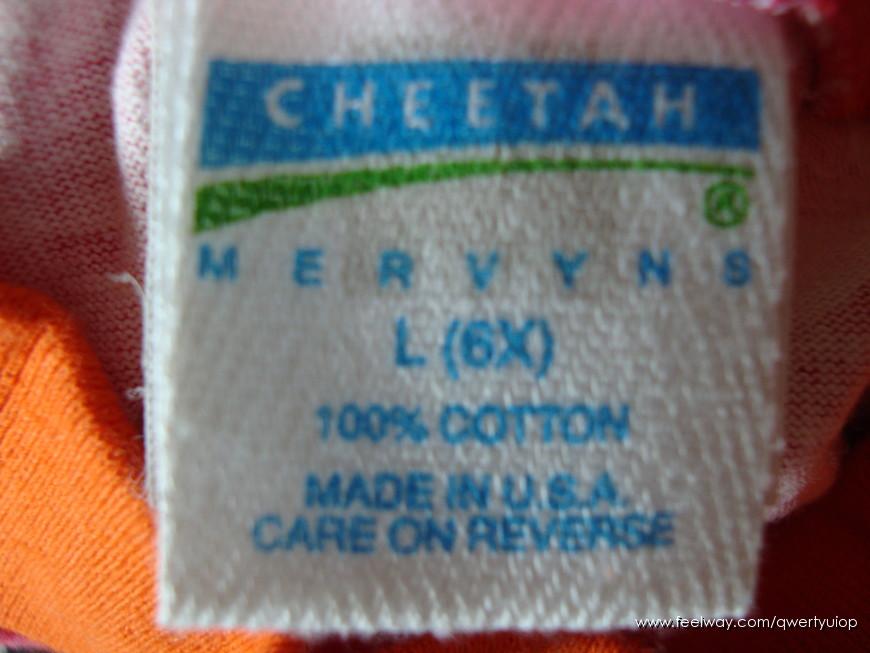 CHEETAH
®
MERVYNS
L (6X)
100% COTTON
MADE IN U.S.A.
CARE ON REVERSE
www.feelway.com/qwertyuiop